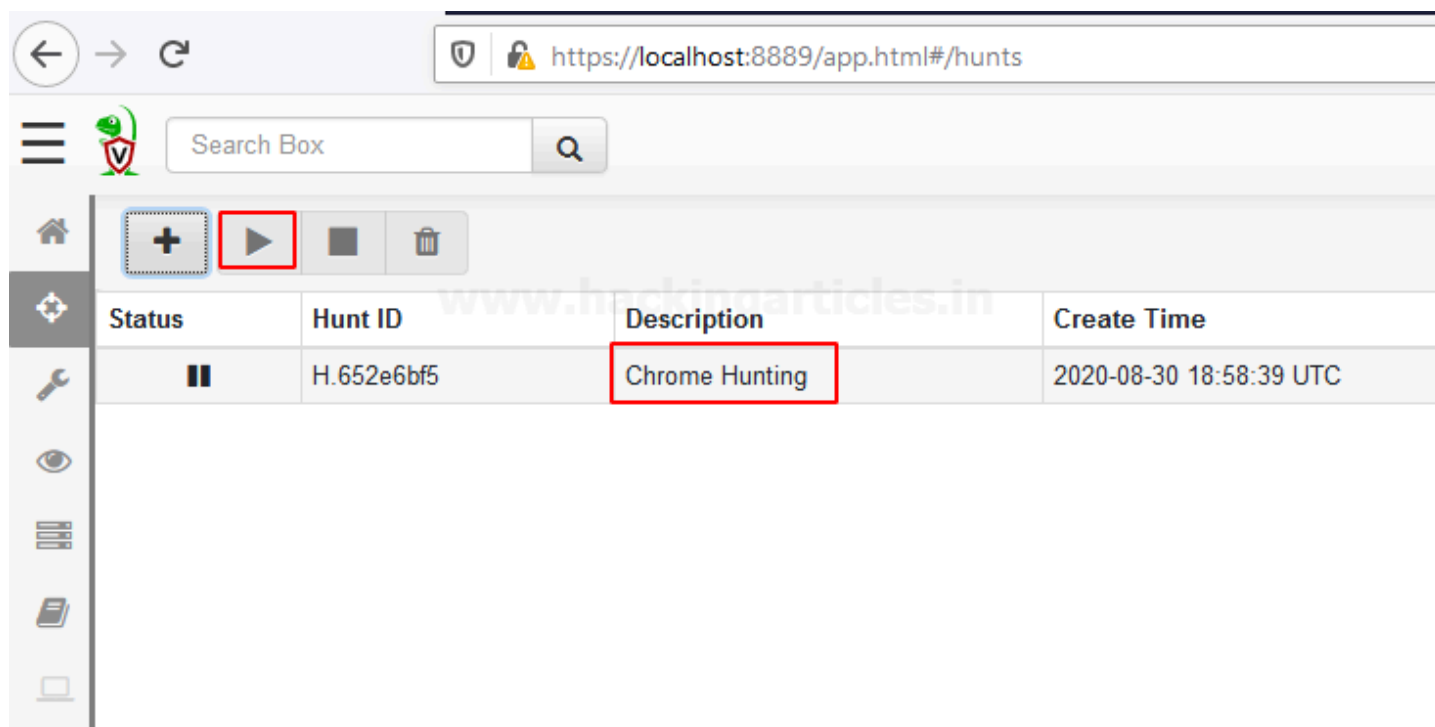 https://localhost:8889/app.html#/hunts
V
Search Box
www.hackingarticles.in
Status Hunt ID Description Create Time
H.652e6bf5 Chrome Hunting 2020-08-30 18:58:39 UTC